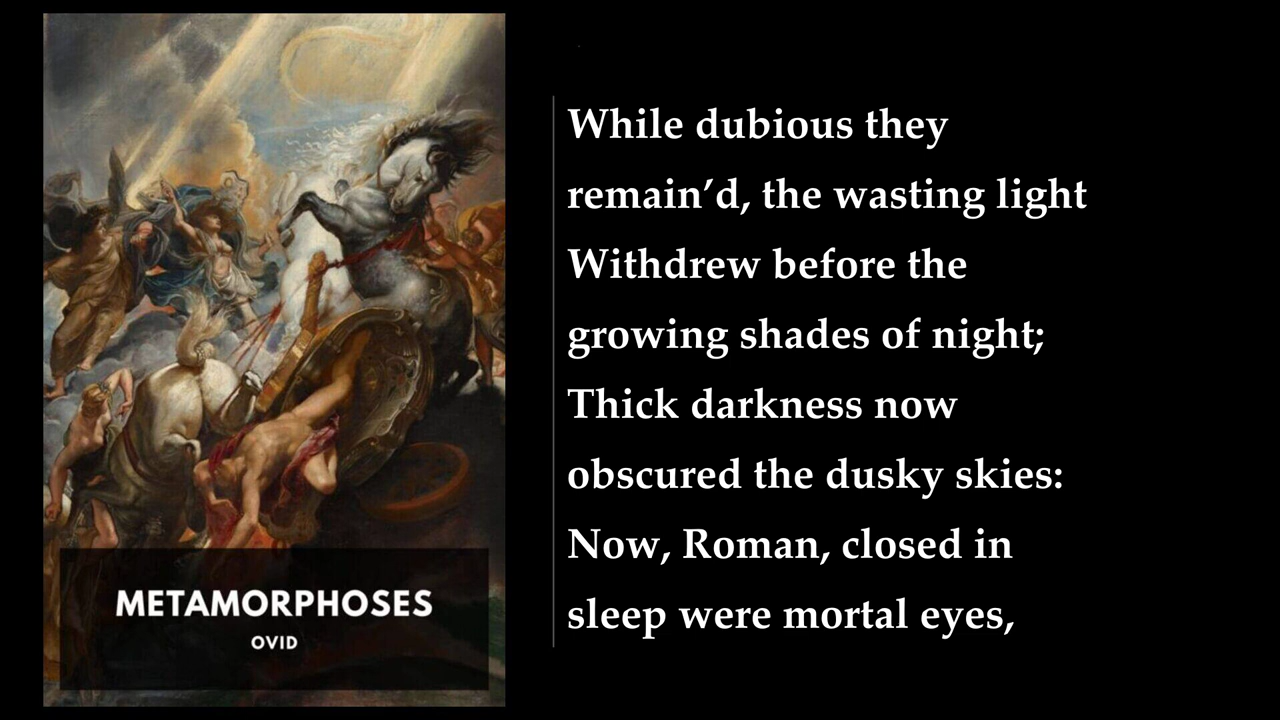 METAMORPHOSES
OVID
While dubious they
remain’d, the wasting light
Withdrew before the
growing shades of night;
Thick darkness now
obscured the dusky skies:
Now, Roman, closed in
sleep were mortal eyes,